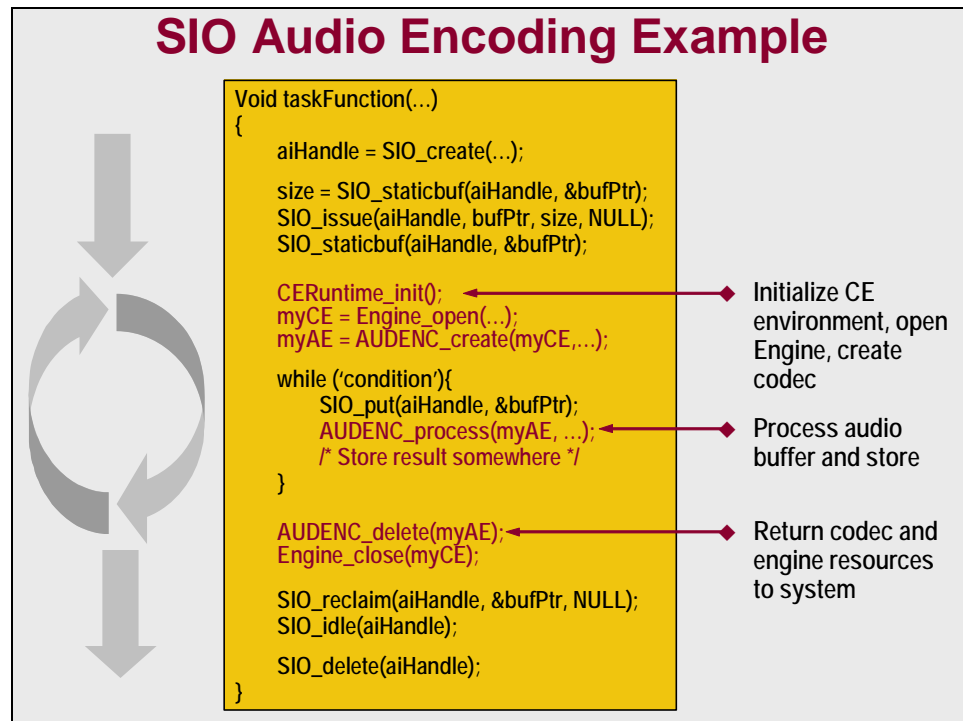 SIO Audio Encoding Example
Void taskFunction(…)
{
aiHandle = SIO_create(…);
size = SIO_staticbuf(aiHandle, &bufPtr);
SIO_issue(aiHandle, bufPtr, size, NULL);
SIO_staticbuf(aiHandle, &bufPtr);
CERuntime_init();
myCE = Engine_open(…);
myAE = AUDENC_create(myCE,…);
while (‘condition’){
SIO_put(aiHandle, &bufPtr);
AUDENC_process(myAE, …);
/* Store result somewhere */
}
AUDENC_delete(myAE);
Engine_close(myCE);
SIO_reclaim(aiHandle, &bufPtr, NULL);
SIO_idle(aiHandle);
SIO_delete(aiHandle);
}
Initialize CE
environment, open
Engine, create
codec
Process audio
buffer and store
Return codec and
engine resources
to system